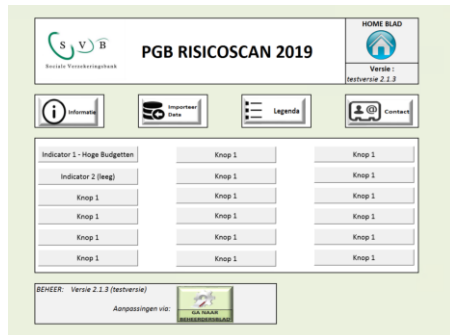 HOME BLAD
S V B
Sociale Verzekeringsbank
PGB RISICOSCAN 2019
Versie :
testversie 2.1.3
Informatie
Importeer
Data
Legenda
Contact
Indicator 1 - Hoge Budgetten
Knop 1
Knop 1
Indicator 2 (leeg)
Knop 1
Knop 1
Knop 1
Knop 1
Knop 1
Knop 1
Knop 1
Knop 1
Knop 1
Knop 1
Knop 1
Knop 1
Knop 1
Knop 1
BEHEER: Versie 2.1.3 (testversie)
Aanpassingen via:
GA NAAR
BEHEERDERSBLAD